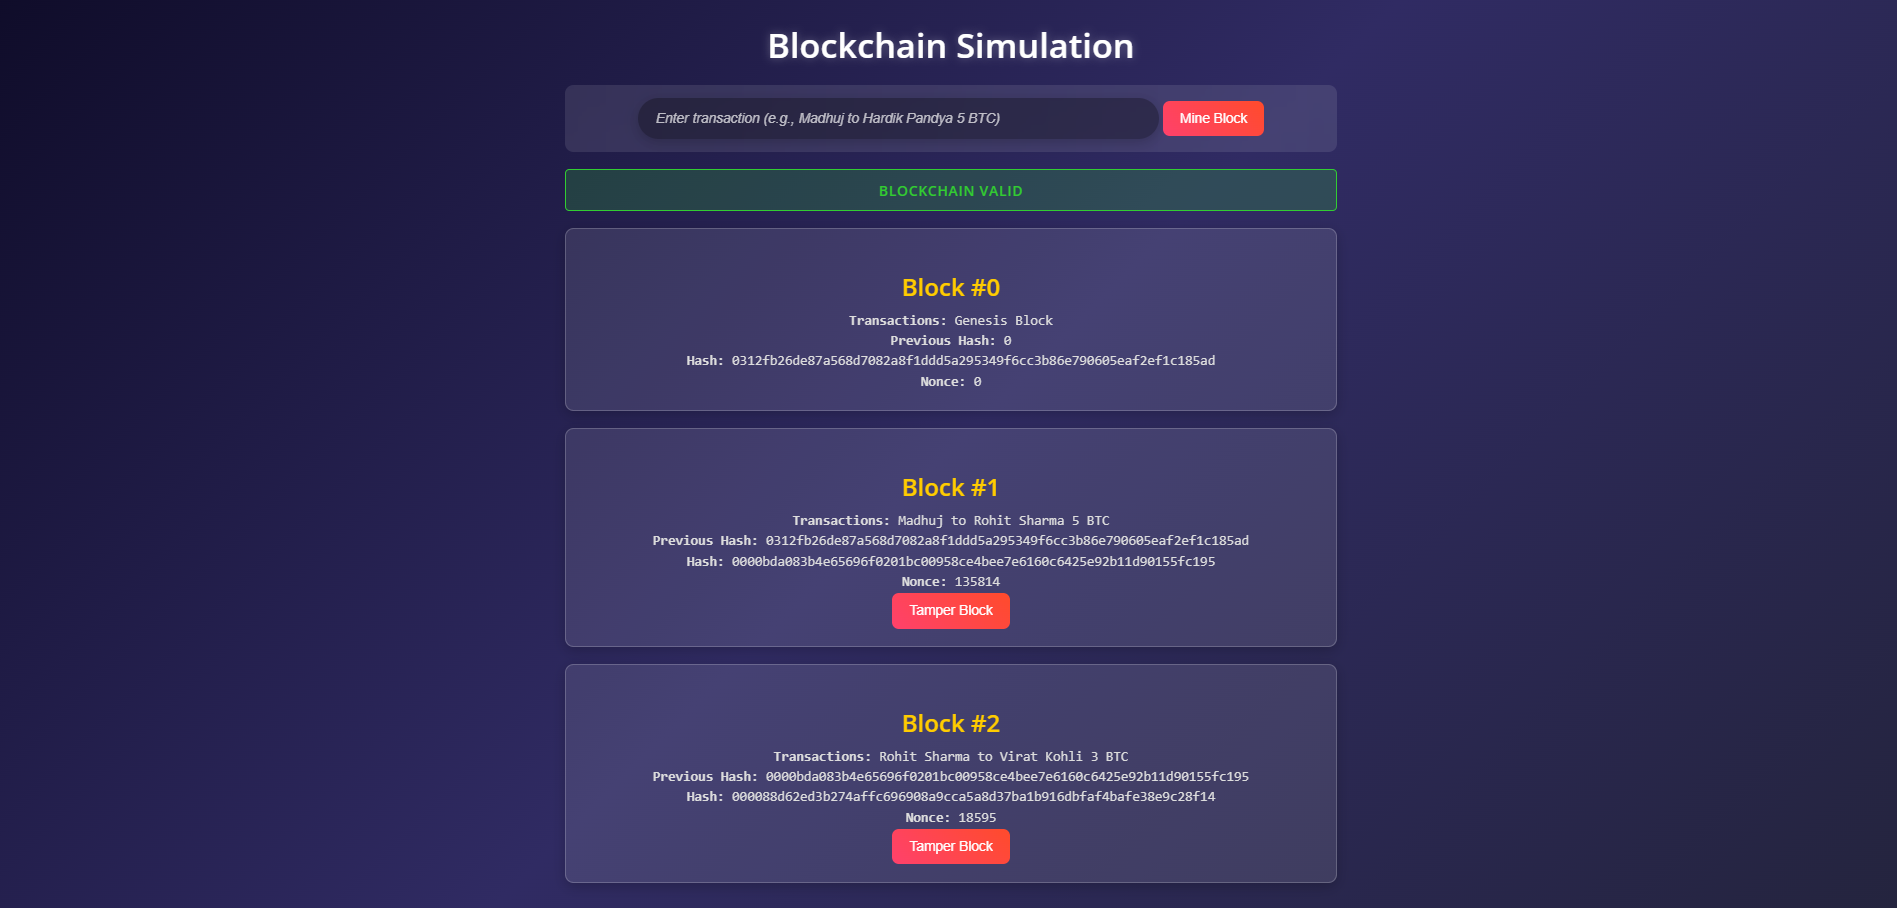 Blockchain Simulation
Enter transaction (e.g., Madhuj to Hardik Pandya 5 BTC)
Mine Block
BLOCKCHAIN VALID
Block #0
Transactions: Genesis Block
Previous Hash: 0
Hash: 0312fb26de87a568d7082a8f1ddd5a295349f6cc3b86e790605eaf2ef1c185ad
Nonce: 0
Block #1
Transactions: Madhuj to Rohit Sharma 5 BTC
Previous Hash: 0312fb26de87a568d7082a8f1ddd5a295349f6cc3b86e790605eaf2ef1c185ad
Hash: 0000bda083b4e65696f0201bc00958ce4bee7e6160c6425e92b11d90155fc195
Nonce: 135814
Tamper Block
Block #2
Transactions: Rohit Sharma to Virat Kohli 3 BTC
Previous Hash: 0000bda083b4e65696f0201bc00958ce4bee7e6160c6425e92b11d90155fc195
Hash: 000088d62ed3b274affc696908a9cca5a8d37ba1b916dbfaf4bafe38e9c28f14
Nonce: 18595
Tamper Block